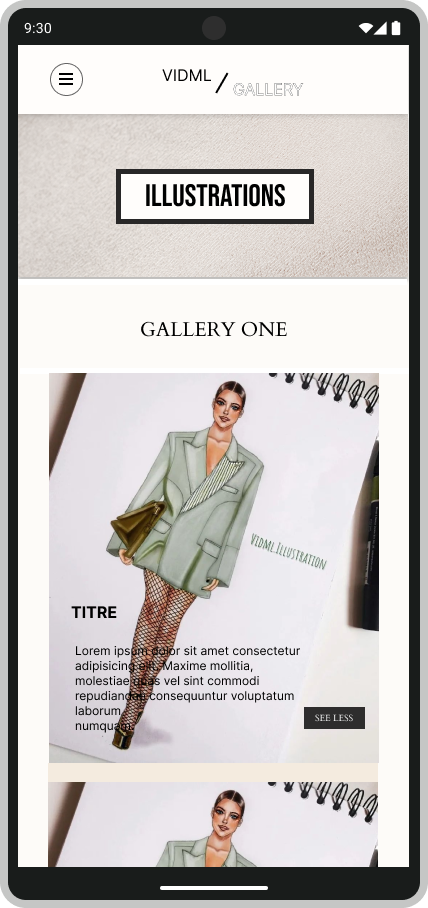 9:30
VIDML
GALLERY
ILLUSTRATIONS
GALLERY ONE
VIDML.ILLUSTRATION
TITRE
Lorem ipsum dolor sit amet consectetur
adipisicing elit. Maxime mollitia,
molestiae quas vel sint commodi
repudiandae consequuntur voluptatum
laborum
numquam
SEE LESS